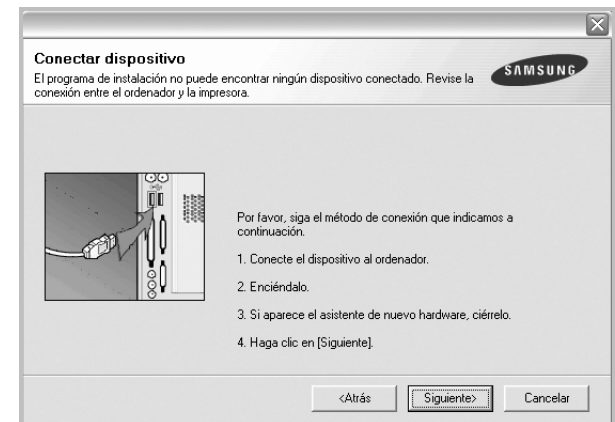 Conectar dispositivo
El programa de instalación no puede encontrar ningún dispositivo conectado. Revise la
conexión entre el ordenador y la impresora.
SAMSUNG
Por favor, siga el método de conexión que indicamos a
continuación.
1. Conecte el dispositivo al ordenador.
2. Enciéndalo.
3. Si aparece el asistente de nuevo hardware, ciérrelo.
4. Haga clic en [Siguiente].
<Atrás
Siguiente>
Cancelar